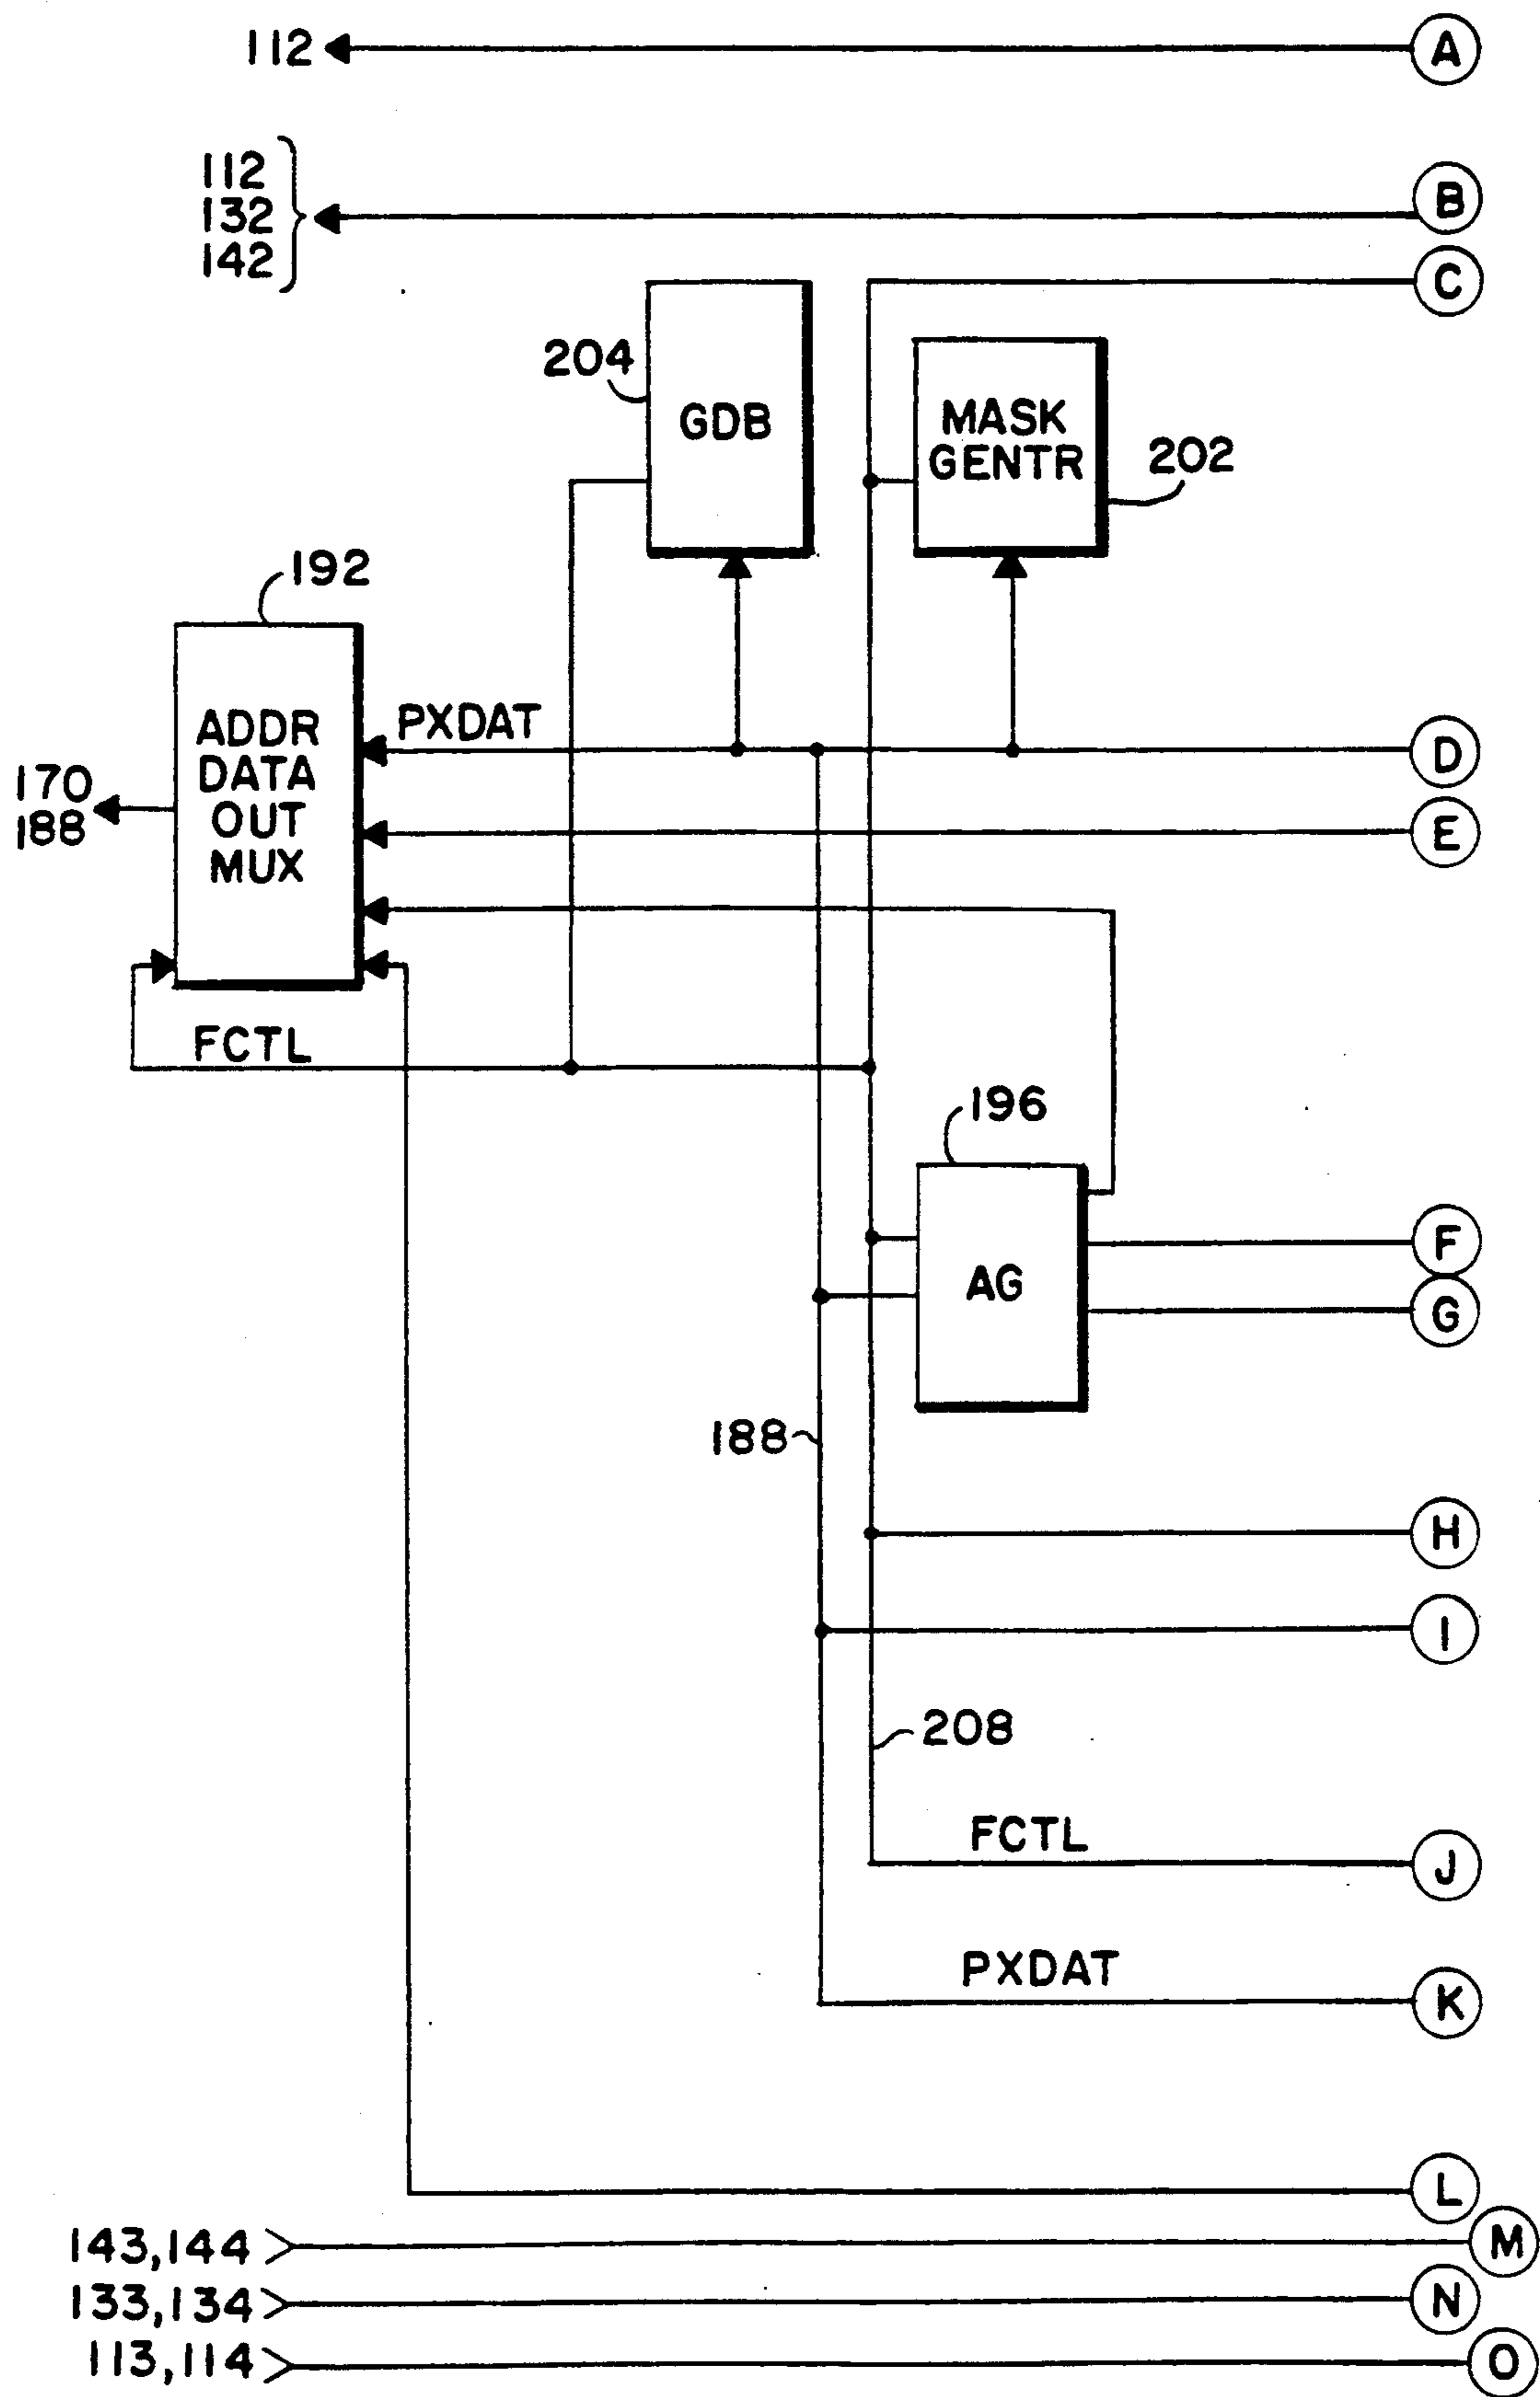 112
A
112
132
142
B
C
204
GDB
MASK
GENTR
202
192
ADDR
DATA
OUT
MUX
PXDAT
D
170
188
E
FCTL
196
AG
F
G
188
H
I
208
FCTL
J
PXDAT
K
L
143,144
M
133,134
N
113,114
O